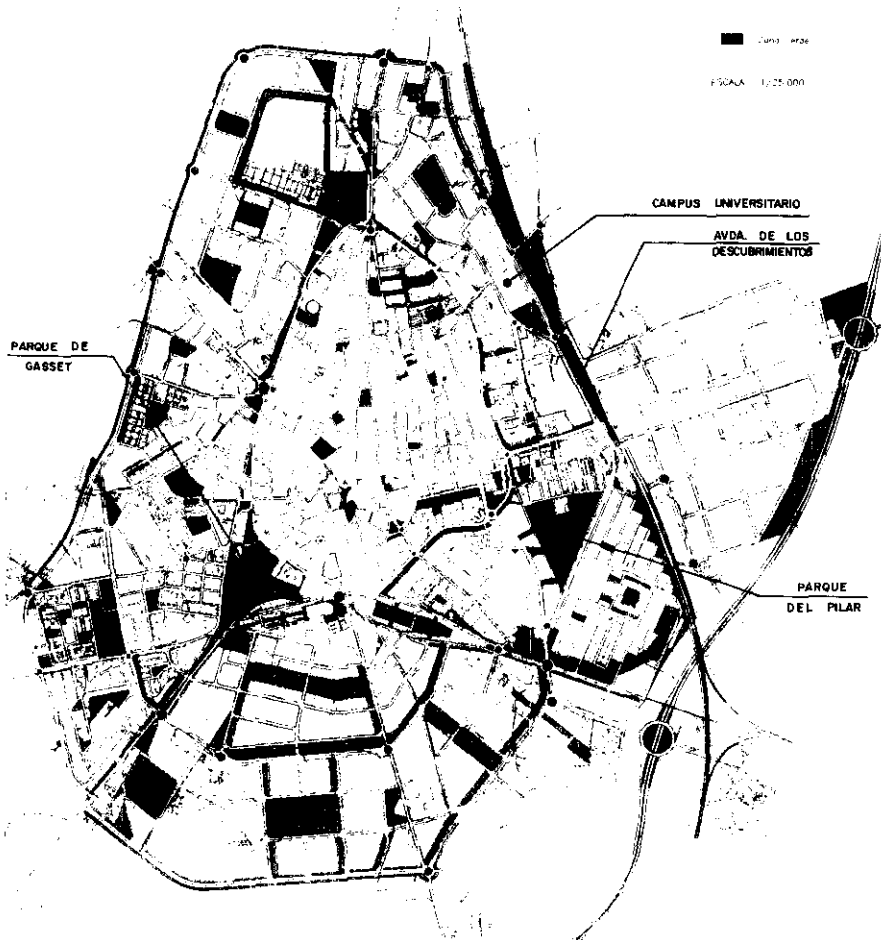 ESCALA 1/25.000
CAMPUS UNIVERSITARIO
AVDA. DE LOS
DESCUBRIMIENTOS
PARQUE DE
GASSET
PARQUE
DEL PILAR